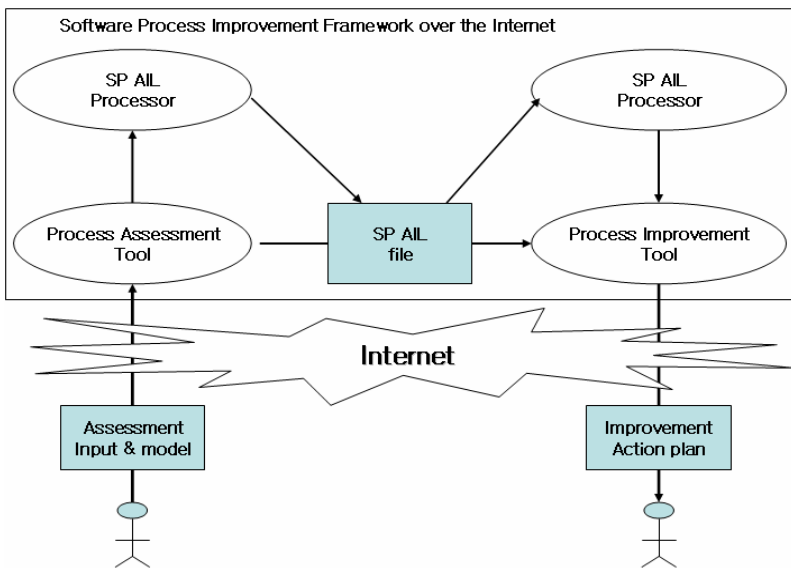 Software Process Improvement Framework over the Internet
SP AIL
Processor
SP AIL
Processor
Process Assessment
Tool
SP AIL
file
Process Improvement
Tool
Internet
Assessment
Input & model
Improvement
Action plan